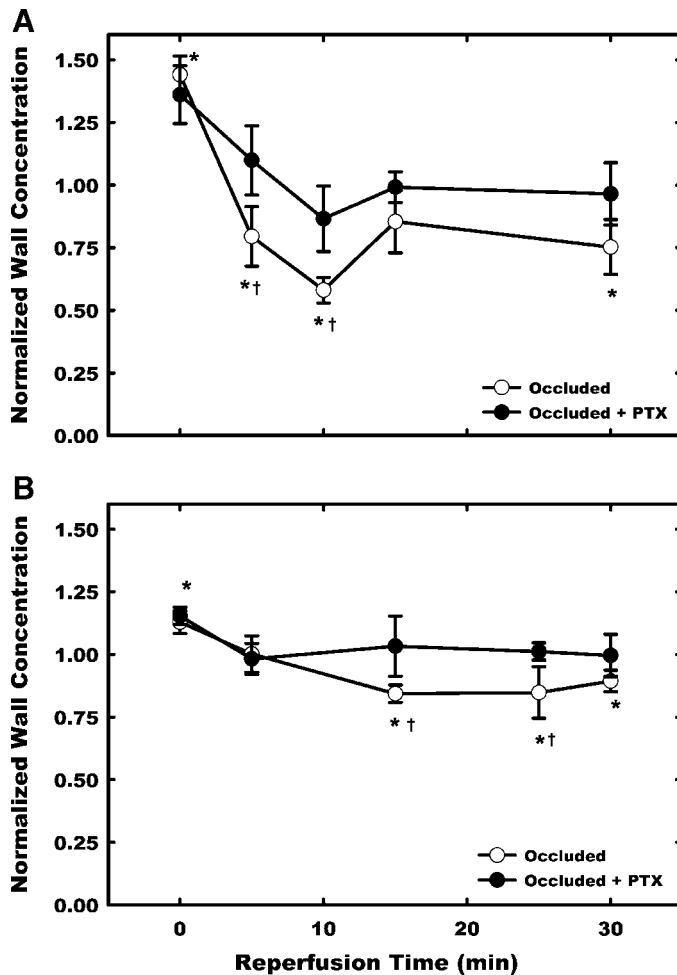 A
Normalized Wall Concentration
1.50
1.25
1.00
0.75
0.50
0.25
0.00
*
*†
*†
*
Occluded
Occluded + PTX
B
Normalized Wall Concentration
1.50
1.25
1.00
0.75
0.50
0.25
0.00
*
* †
*†
*
Occluded
Occluded + PTX
0 10 20 30
Reperfusion Time (min)